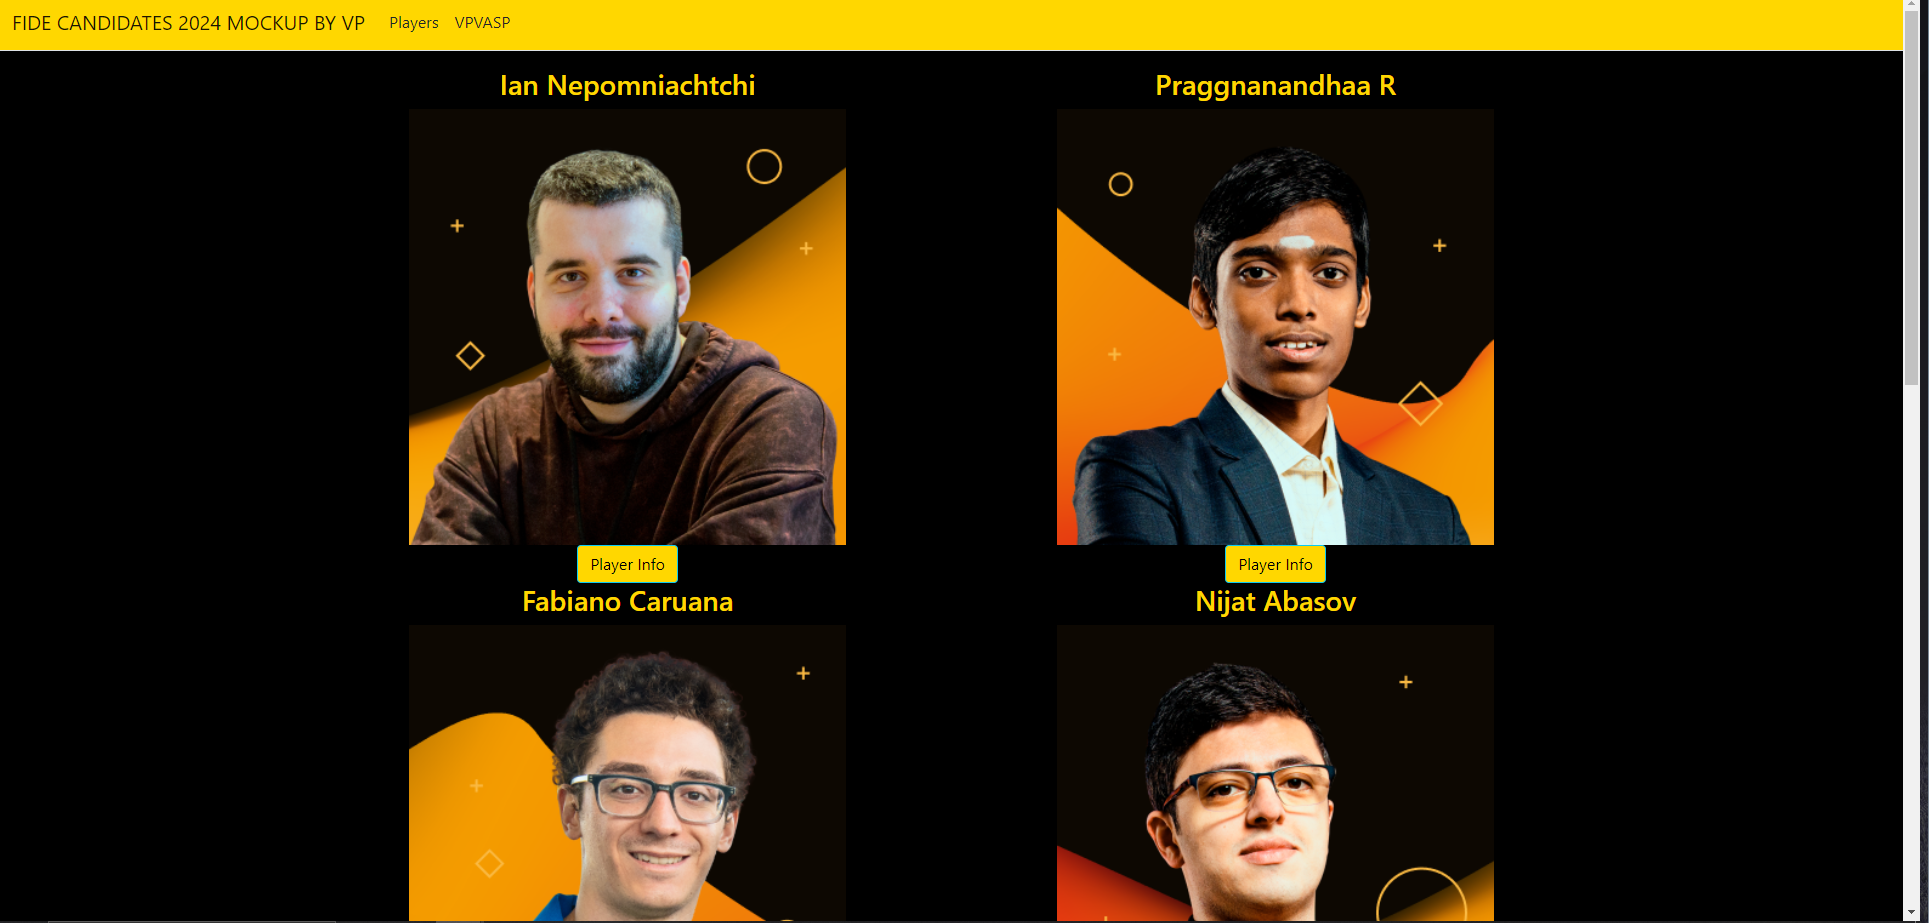 FIDE CANDIDATES 2024 MOCKUP BY VP Players VPVASP
Ian Nepomniachtchi
Praggnanandhaa R
Player Info
Player Info
Fabiano Caruana
Nijat Abasov